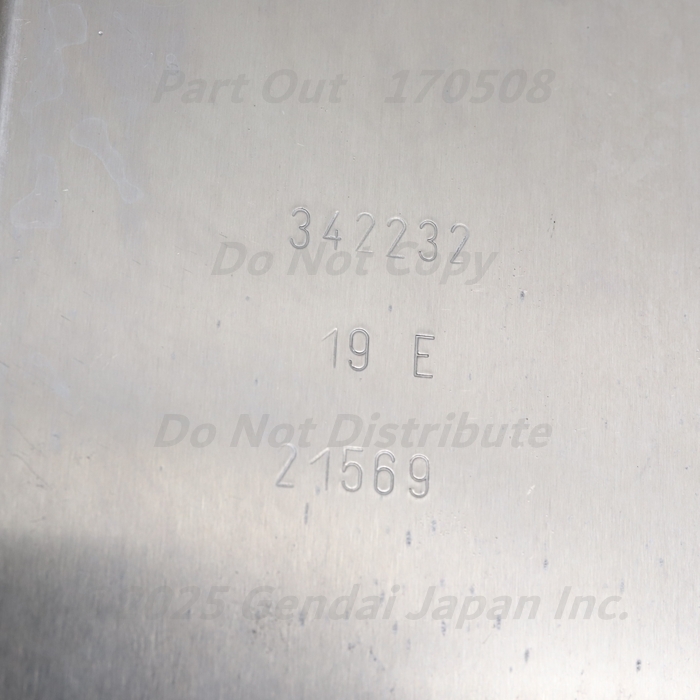 Part Out 170508
342232
Do Not Copy
19 E
Do Not Distribute
21569
2025 Gendai Japan Inc.